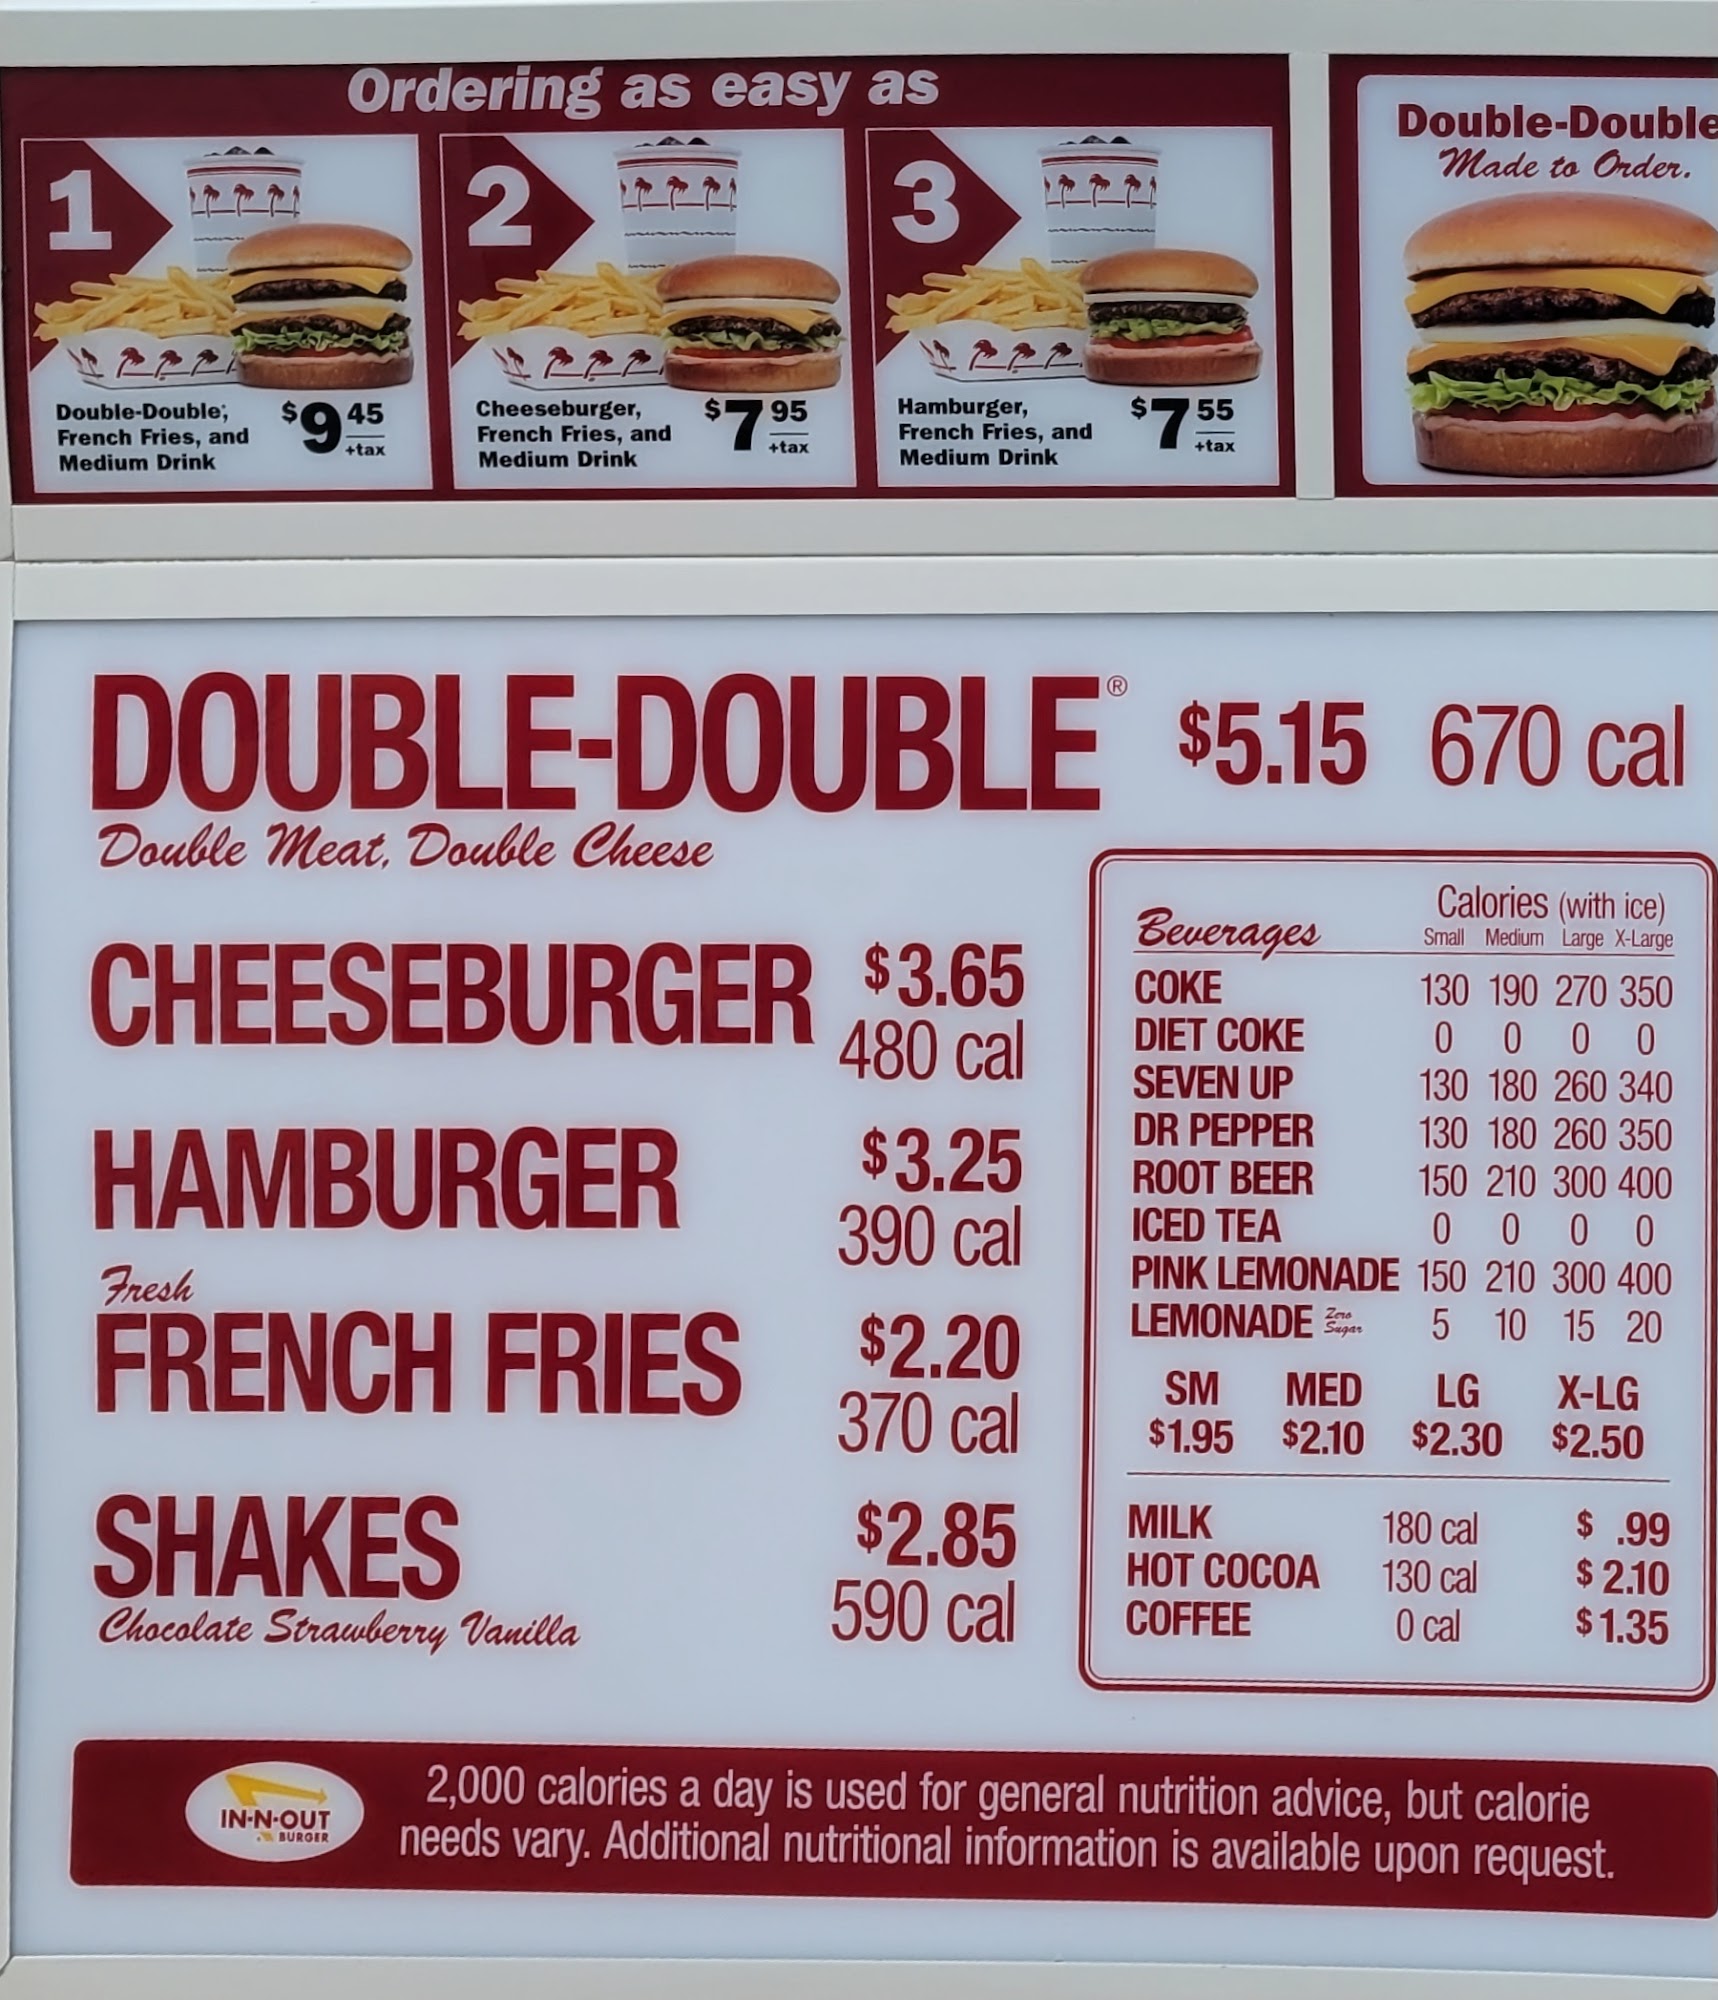 Ordering as easy as
1
Double-Double®,
French Fries, and
Medium Drink
$9 45
+tax
2
Cheeseburger,
French Fries, and
Medium Drink
$7 95
+tax
3
Hamburger,
French Fries, and
Medium Drink
$7 55
+tax
Double-Double
Made to Order.
DOUBLE-DOUBLE® $5.15 670 cal
Double Meat, Double Cheese
CHEESEBURGER $3.65
480 cal
HAMBURGER $3.25
390 cal
Fresh
FRENCH FRIES $2.20
370 cal
SHAKES $2.85
590 cal
Chocolate Strawberry Vanilla
Calories (with ice)
Beverages Small Medium Large X-Large
COKE 130 190 270 350
DIET COKE 0 0 0 0
SEVEN UP 130 180 260 340
DR PEPPER 130 180 260 350
ROOT BEER 150 210 300 400
ICED TEA 0 0 0 0
PINK LEMONADE 150 210 300 400
LEMONADE Zero Sugar 5 10 15 20
SM MED LG X-LG
$1.95 $2.10 $2.30 $2.50
MILK 180 cal $ .99
HOT COCOA 130 cal $ 2.10
COFFEE 0 cal $ 1.35
IN-N-OUT
BURGER
2,000 calories a day is used for general nutrition advice, but calorie
needs vary. Additional nutritional information is available upon request.